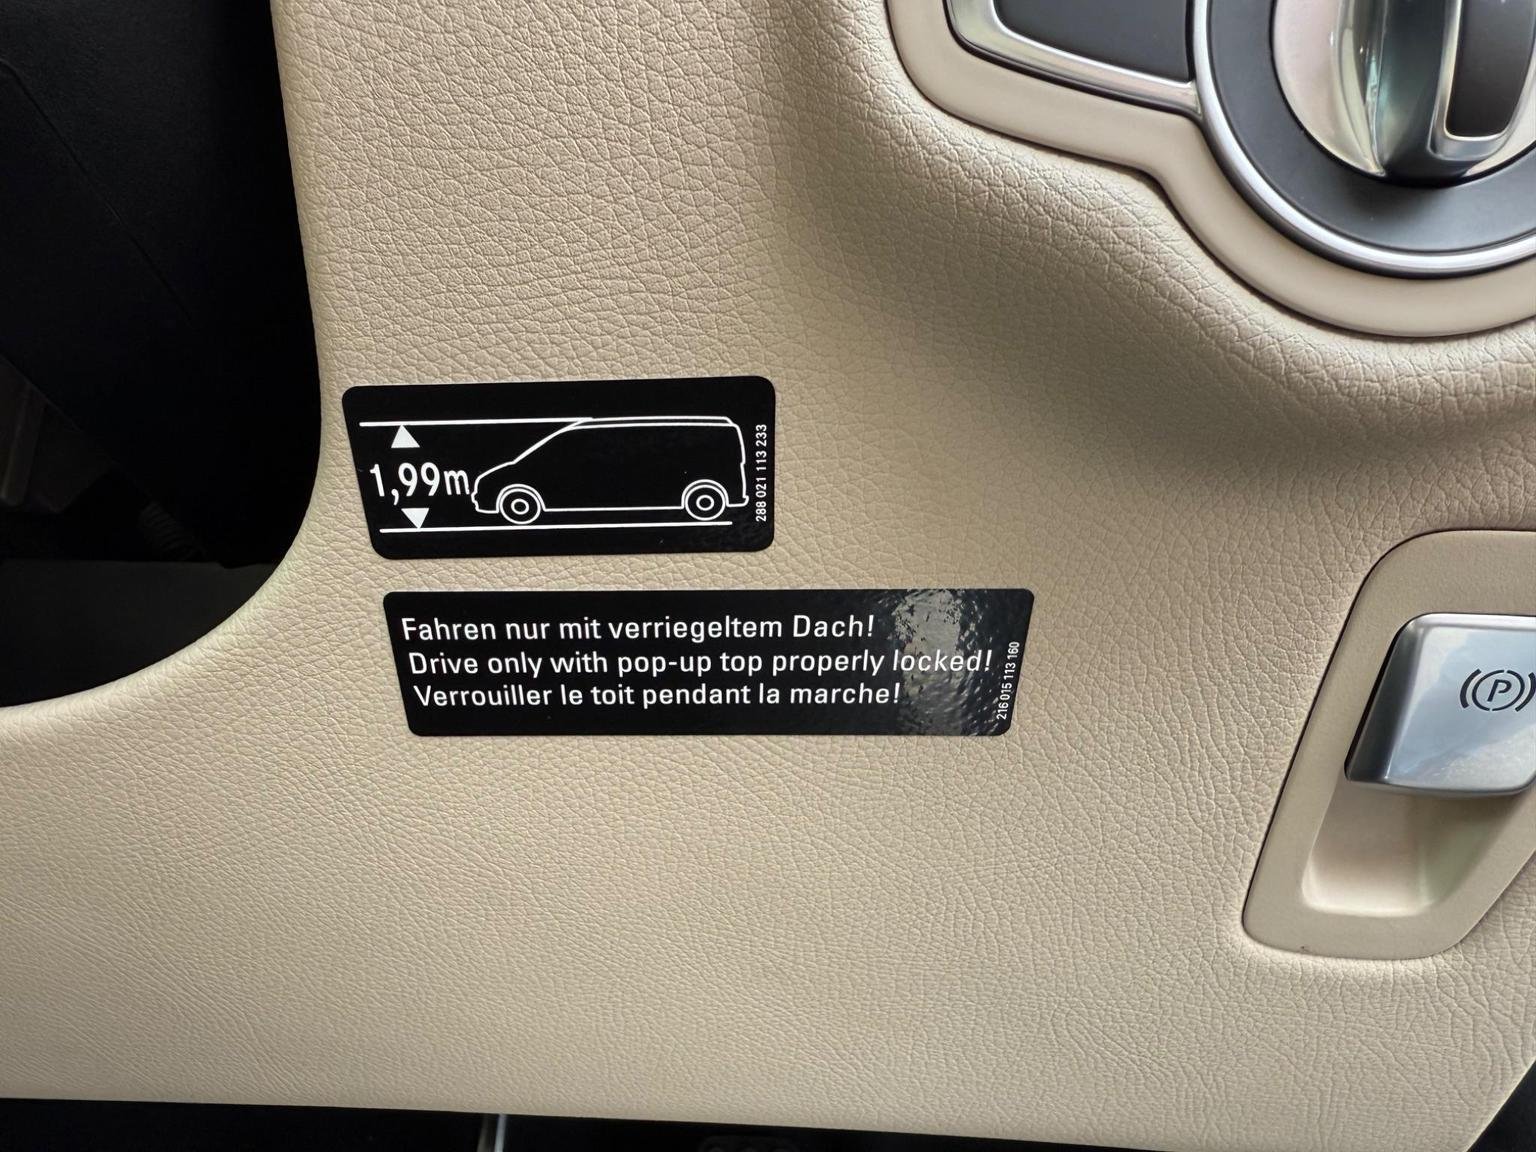 1,99m
288 021 113 233
Fahren nur mit verriegeltem Dach!
Drive only with pop-up top properly locked!
Verrouiller le toit pendant la marche!
216 015 113 160
P